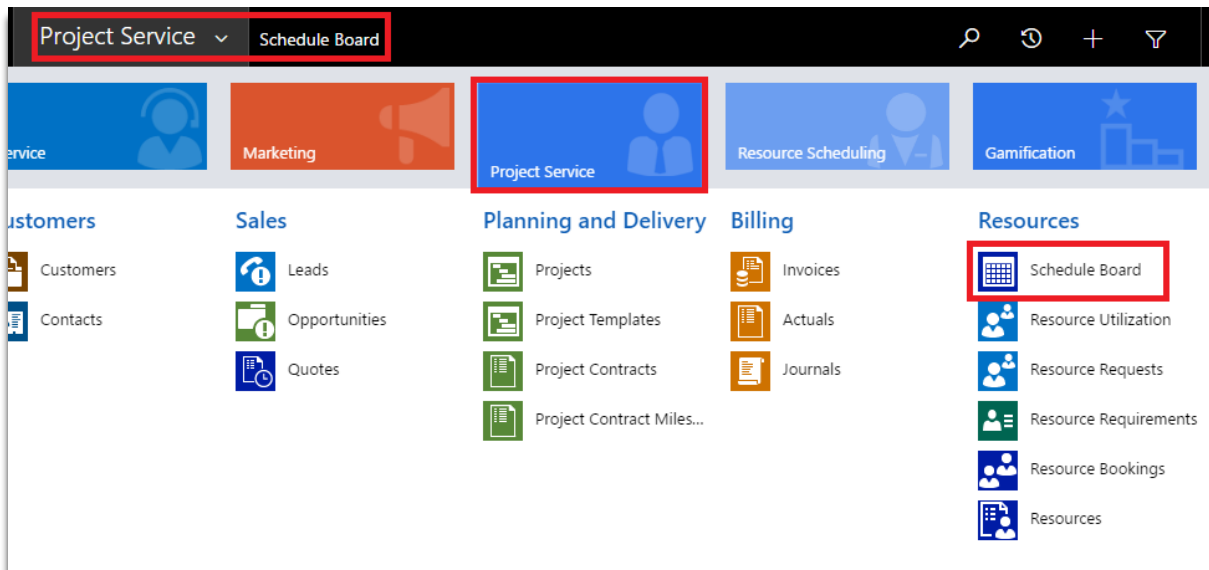 Project Service Schedule Board
ervice
Marketing
Project Service
Resource Scheduling
Gamification
ustomers
Customers
Contacts
Sales
Leads
Opportunities
Quotes
Planning and Delivery
Projects
Project Templates
Project Contracts
Project Contract Miles...
Billing
Invoices
Actuals
Journals
Resources
Schedule Board
Resource Utilization
Resource Requests
Resource Requirements
Resource Bookings
Resources